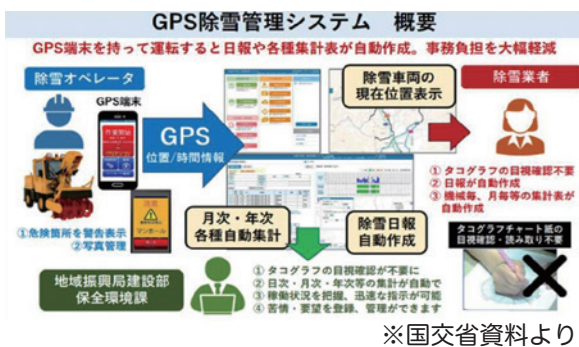 GPS除雪管理システム 概要
GPS端末を持って運転すると日報や各種集計表が自動作成。事務負担を大幅軽減
除雪オペレータ
GPS端末
作業開始
GPS
位置/時間情報
注意
マンホール
①危険箇所を警告表示
②写真管理
除雪車両の
現在位置表示
月次・年次
各種自動集計
除雪日報
自動作成
除雪業者
① タコグラフの目視確認不要
② 日報が自動作成
③ 機械毎、月毎等の集計表が
自動作成
タコグラフチャート紙の
目視確認・読み取り不要
地域振興局建設部
保全環境課
① タコグラフの目視確認が不要に
② 日次・月次・年次等の集計が自動で
③ 稼働状況を把握、迅速な指示が可能
④ 苦情・要望を登録、管理ができます
※国交省資料より